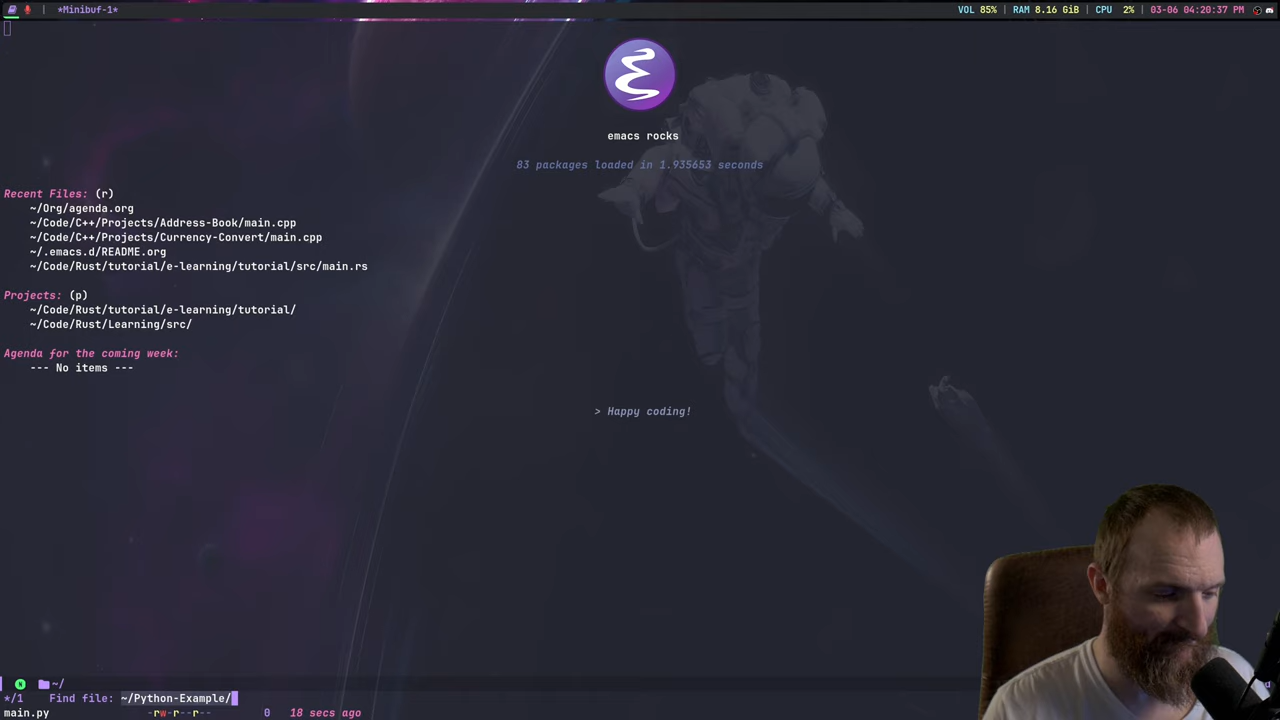 *Minibuf-1*
VOL 85% | RAM 8.16 GiB | CPU 2% | 03-06 04:20:37 PM
emacs rocks
83 packages loaded in 1.935653 seconds
Recent Files: (r)
~/Org/agenda.org
~/Code/C++/Projects/Address-Book/main.cpp
~/Code/C++/Projects/Currency-Convert/main.cpp
~/.emacs.d/README.org
~/Code/Rust/tutorial/e-learning/tutorial/src/main.rs
Projects: (p)
~/Code/Rust/tutorial/e-learning/tutorial/
~/Code/Rust/Learning/src/
Agenda for the coming week:
--- No items ---
> Happy coding!
N ~/
*/1 Find file: ~/Python-Example/
main.py -rw-r--r-- 0 18 secs ago